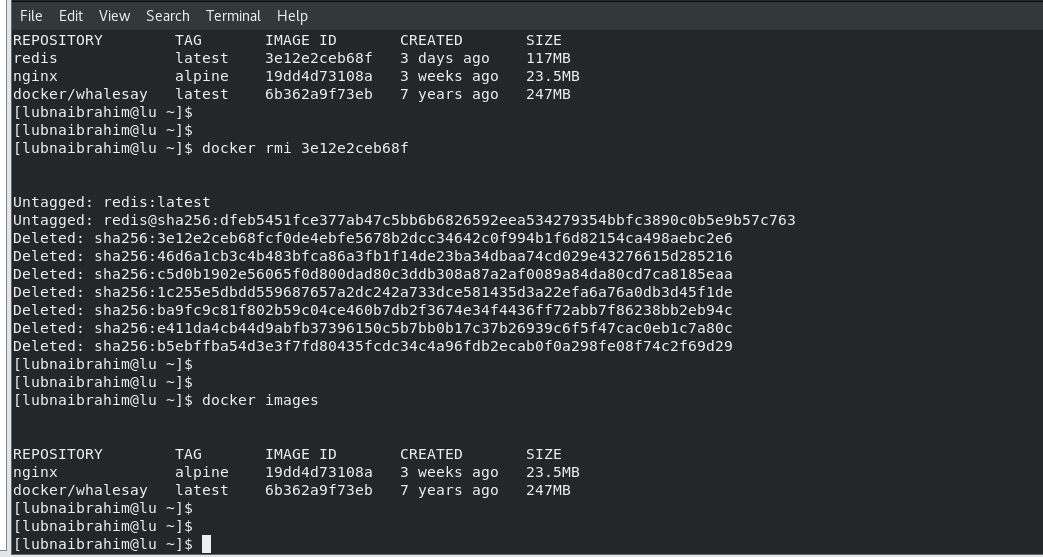 File Edit View Search Terminal Help
REPOSITORY TAG IMAGE ID CREATED SIZE
redis latest 3e12e2ceb68f 3 days ago 117MB
nginx alpine 19dd4d73108a 3 weeks ago 23.5MB
docker/whalesay latest 6b362a9f73eb 7 years ago 247MB
[lubnaibrahim@lu ~]$
[lubnaibrahim@lu ~]$
[lubnaibrahim@lu ~]$ docker rmi 3e12e2ceb68f
Untagged: redis:latest
Untagged: redis@sha256:dfeb5451fce377ab47c5bb6b6826592eea534279354bbfc3890c0b5e9b57c763
Deleted: sha256:3e12e2ceb68fcf0de4ebfe5678b2dcc34642c0f994b1f6d82154ca498aebc2e6
Deleted: sha256:46d6a1cb3c4b483bfca86a3fb1f14de23ba34dbaa74cd029e43276615d285216
Deleted: sha256:c5d0b1902e56065f0d800dad80c3ddb308a87a2af0089a84da80cd7ca8185eaa
Deleted: sha256:1c255e5dbdd559687657a2dc242a733dce581435d3a22efa6a76a0db3d45f1de
Deleted: sha256:ba9fc9c81f802b59c04ce460b7db2f3674e34f4436ff72abb7f86238bb2eb94c
Deleted: sha256:e411da4cb44d9abfb37396150c5b7bb0b17c37b26939c6f5f47cac0eb1c7a80c
Deleted: sha256:b5ebffba54d3e3f7fd80435fcdc34c4a96fdb2ecab0f0a298fe08f74c2f69d29
[lubnaibrahim@lu ~]$
[lubnaibrahim@lu ~]$
[lubnaibrahim@lu ~]$ docker images
REPOSITORY TAG IMAGE ID CREATED SIZE
nginx alpine 19dd4d73108a 3 weeks ago 23.5MB
docker/whalesay latest 6b362a9f73eb 7 years ago 247MB
[lubnaibrahim@lu ~]$
[lubnaibrahim@lu ~]$
[lubnaibrahim@lu ~]$